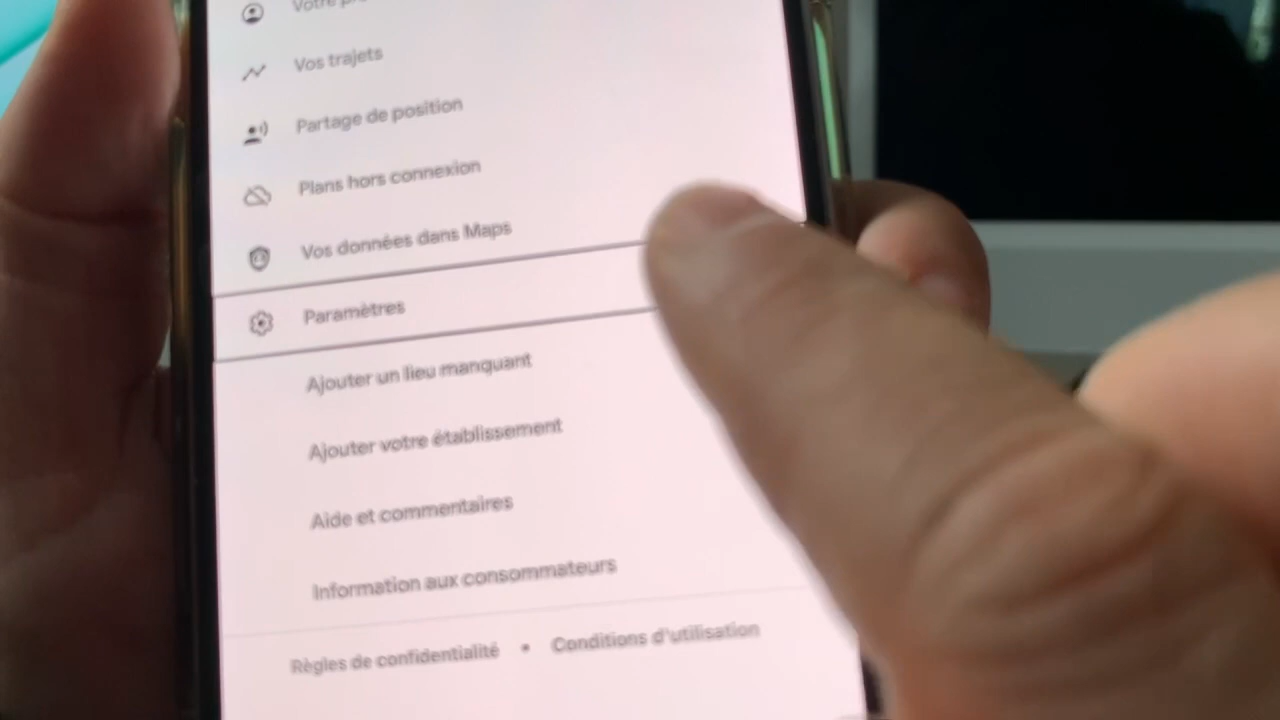 Votre
Vos trajets
Partage de position
Plans hors connexion
Vos données dans Maps
Paramètres
Ajouter un lieu manquant
Ajouter votre établissement
Aide et commentaires
Information aux consommateurs
Règles de confidentialité • Conditions d'utilisation